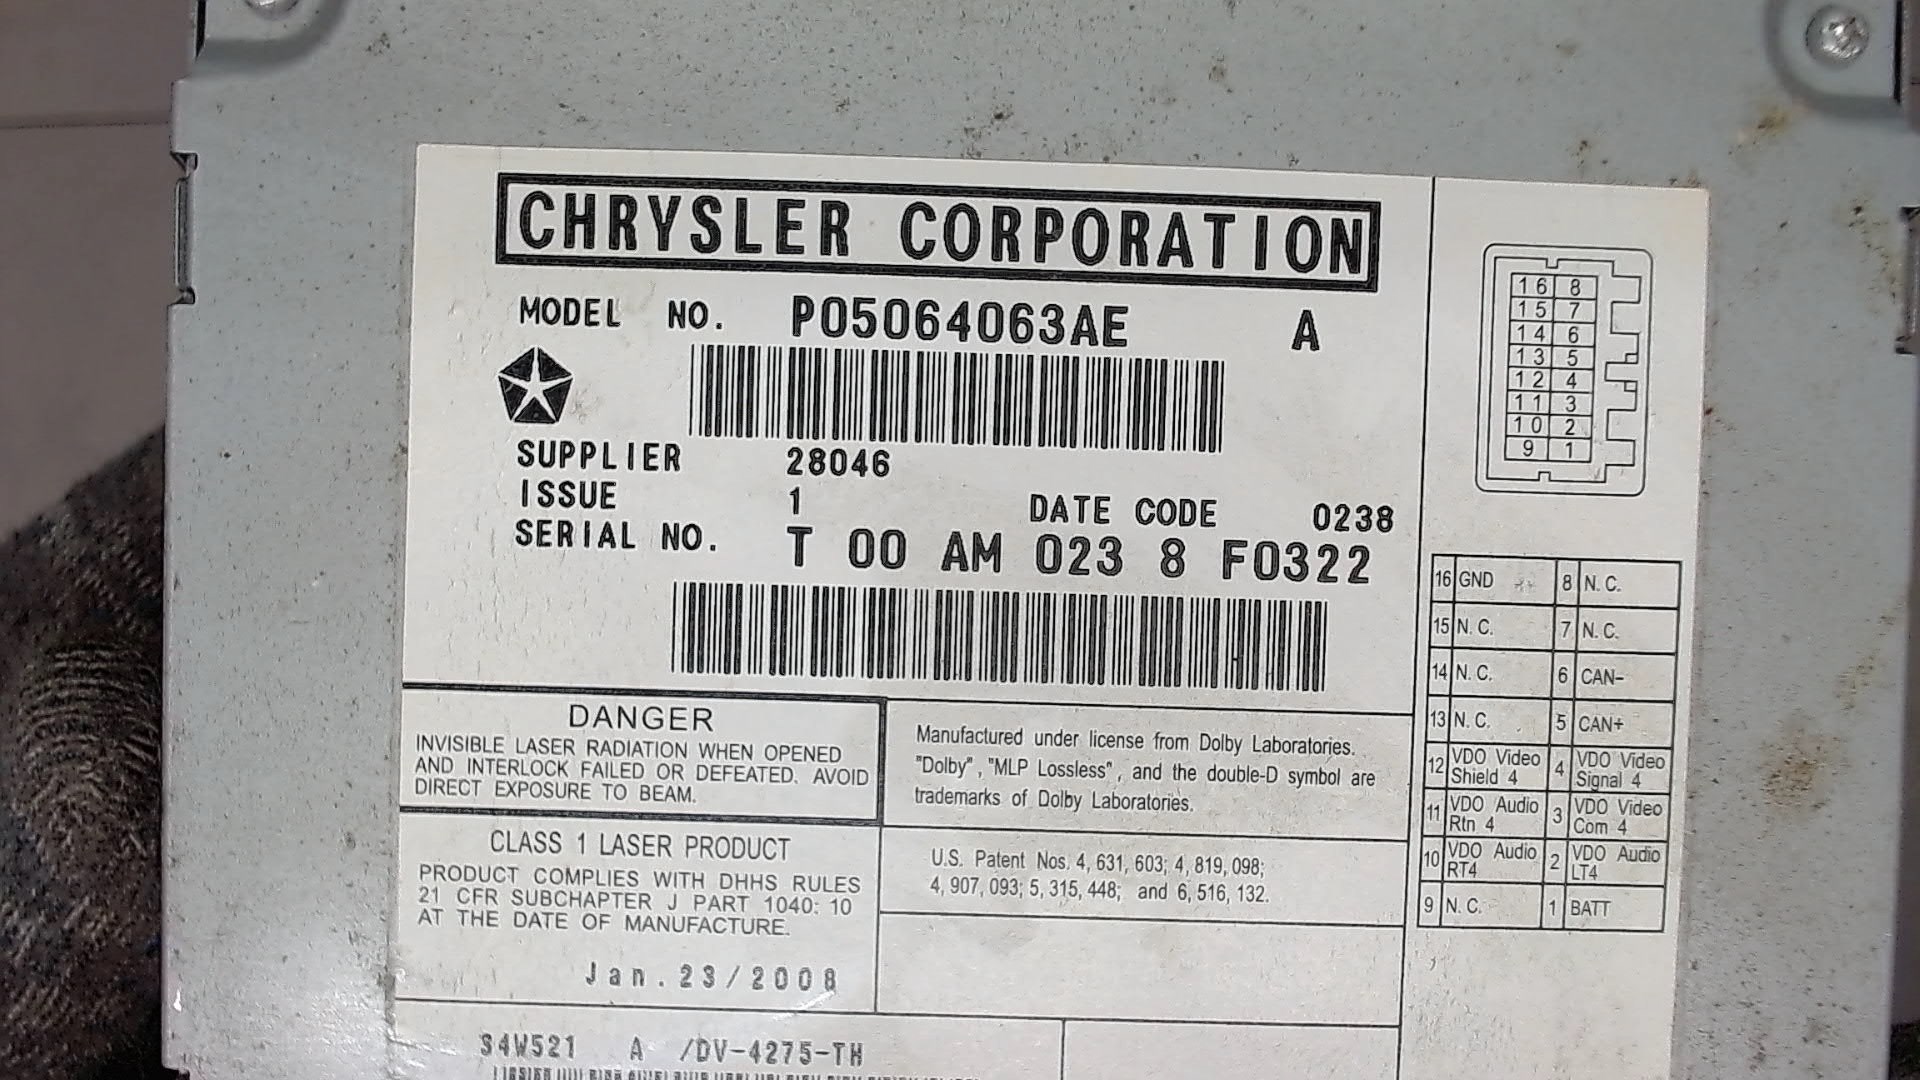 CHRYSLER CORPORATION
MODEL NO. P05064063AE A
SUPPLIER 28046
ISSUE 1 DATE CODE 0238
SERIAL NO. T 00 AM 023 8 F0322
DANGER
INVISIBLE LASER RADIATION WHEN OPENED
AND INTERLOCK FAILED OR DEFEATED. AVOID
DIRECT EXPOSURE TO BEAM.
CLASS 1 LASER PRODUCT
PRODUCT COMPLIES WITH DHHS RULES
21 CFR SUBCHAPTER J PART 1040: 10
AT THE DATE OF MANUFACTURE.
Jan.23/2008
Manufactured under license from Dolby Laboratories.
"Dolby", "MLP Lossless", and the double-D symbol are
trademarks of Dolby Laboratories.
U.S. Patent Nos. 4, 631, 603; 4, 819, 098;
4, 907, 093; 5, 315, 448; and 6, 516, 132.
S4W521 A /DV-4275-TH
16 8
15 7
14 6
13 5
12 4
11 3
10 2
9 1
16 GND 8 N. C.
15 N. C. 7 N. C.
14 N. C. 6 CAN-
13 N. C. 5 CAN+
12 VDO Video Shield 4 4 VDO Video Signal 4
11 VDO Audio Rtn 4 3 VDO Video Com 4
10 VDO Audio RT4 2 VDO Audio LT4
9 N. C. 1 BATT